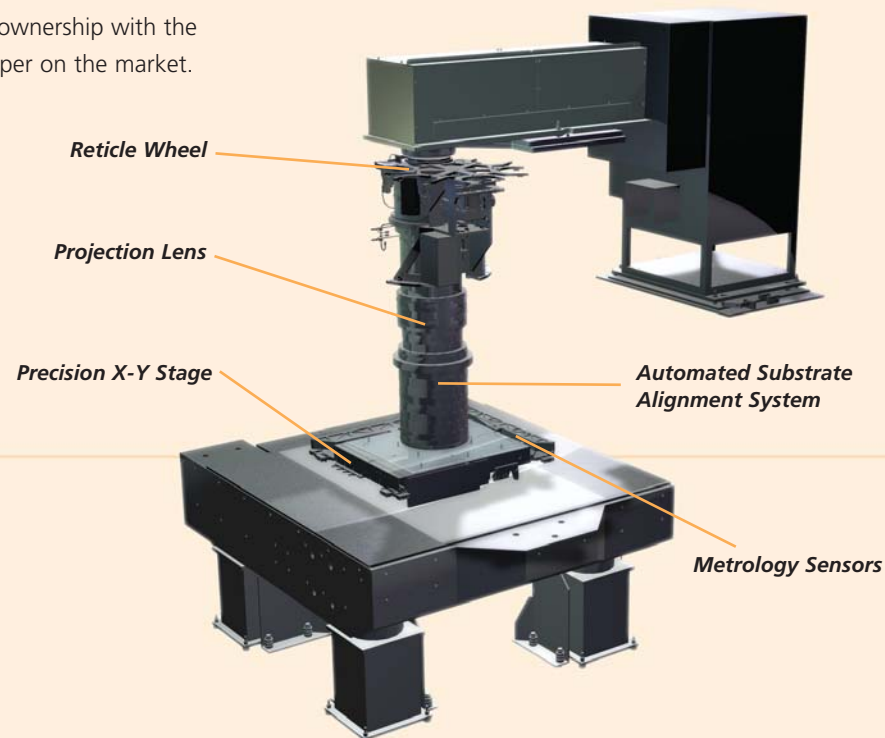 ownership with the
per on the market.
Reticle Wheel
Projection Lens
Precision X-Y Stage
Automated Substrate
Alignment System
Metrology Sensors